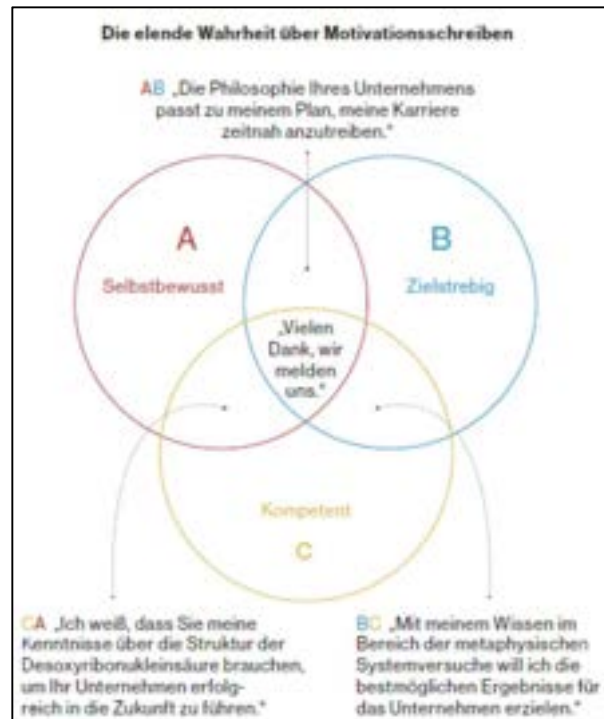 Die elende Wahrheit über Motivationsschreiben
AB „Die Philosophie Ihres Unternehmens
passt zu meinem Plan, meine Karriere
zeitnah anzutreiben.“
A
B
Selbstbewusst
Zielstrebig
„Vielen
Dank, wir
melden
uns.“
Kompetent
C
CA „Ich weiß, dass Sie meine
Kenntnisse über die Struktur der
Desoxyribonukleinsäure brauchen,
um Ihr Unternehmen erfolg-
reich in die Zukunft zu führen.“
BC „Mit meinem Wissen im
Bereich der metaphysischen
Systemversuche will ich die
bestmöglichen Ergebnisse für
das Unternehmen erzielen.“